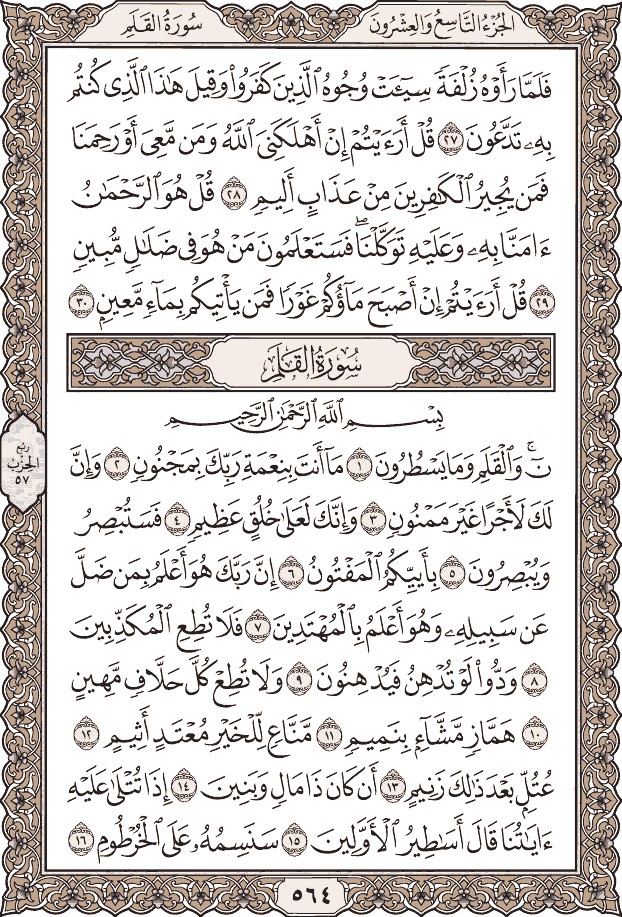 سُورَةُ القَلَمِ
الجُزْءُ التَّاسِعُ وَالعِشْرُونَ
فَلَمَّا رَأَوْهُ زُلْفَةً سِيٓـَٔتْ وُجُوهُ ٱلَّذِينَ كَفَرُوا۟ وَقِيلَ هَـٰذَا ٱلَّذِى كُنتُم
بِهِۦ تَدَّعُونَ ٢٧ قُلْ أَرَءَيْتُمْ إِنْ أَهْلَكَنِىَ ٱللَّهُ وَمَن مَّعِىَ أَوْ رَحِمَنَا
فَمَن يُجِيرُ ٱلْكَـٰفِرِينَ مِنْ عَذَابٍ أَلِيمٍ ٢٨ قُلْ هُوَ ٱلرَّحْمَـٰنُ
ءَامَنَّا بِهِۦ وَعَلَيْهِ تَوَكَّلْنَا ۖ فَسَتَعْلَمُونَ مَنْ هُوَ فِى ضَلَـٰلٍ مُّبِينٍ
٢٩ قُلْ أَرَءَيْتُمْ إِنْ أَصْبَحَ مَآؤُكُمْ غَوْرًا فَمَن يَأْتِيكُم بِمَآءٍ مَّعِينٍۭ ٣٠
سُورَةُ القَلَمِ
بِسْمِ ٱللَّهِ ٱلرَّحْمَـٰنِ ٱلرَّحِيمِ
نٓ ۚ وَٱلْقَلَمِ وَمَا يَسْطُرُونَ ١ مَآ أَنتَ بِنِعْمَةِ رَبِّكَ بِمَجْنُونٍ ٢ وَإِنَّ
لَكَ لَأَجْرًا غَيْرَ مَمْنُونٍ ٣ وَإِنَّكَ لَعَلَىٰ خُلُقٍ عَظِيمٍ ٤ فَسَتُبْصِرُ
وَيُبْصِرُونَ ٥ بِأَييِّكُمُ ٱلْمَفْتُونُ ٦ إِنَّ رَبَّكَ هُوَ أَعْلَمُ بِمَن ضَلَّ
عَن سَبِيلِهِۦ وَهُوَ أَعْلَمُ بِٱلْمُهْتَدِينَ ٧ فَلَا تُطِعِ ٱلْمُكَذِّبِينَ
٨ وَدُّوا۟ لَوْ تُدْهِنُ فَيُدْهِنُونَ ٩ وَلَا تُطِعْ كُلَّ حَلَّافٍ مَّهِينٍ
١٠ هَمَّازٍ مَّشَّآءٍۭ بِنَمِيمٍ ١١ مَّنَّاعٍ لِّلْخَيْرِ مُعْتَدٍ أَثِيمٍ ١٢
عُتُلٍّۭ بَعْدَ ذَٰلِكَ زَنِيمٍ ١٣ أَن كَانَ ذَا مَالٍ وَبَنِينَ ١٤ إِذَا تُتْلَىٰ عَلَيْهِ
ءَايَـٰتُنَا قَالَ أَسَـٰطِيرُ ٱلْأَوَّلِينَ ١٥ سَنَسِمُهُۥ عَلَى ٱلْخُرْطُومِ ١٦
ربع
الحزب
٥٧
٥٦٤